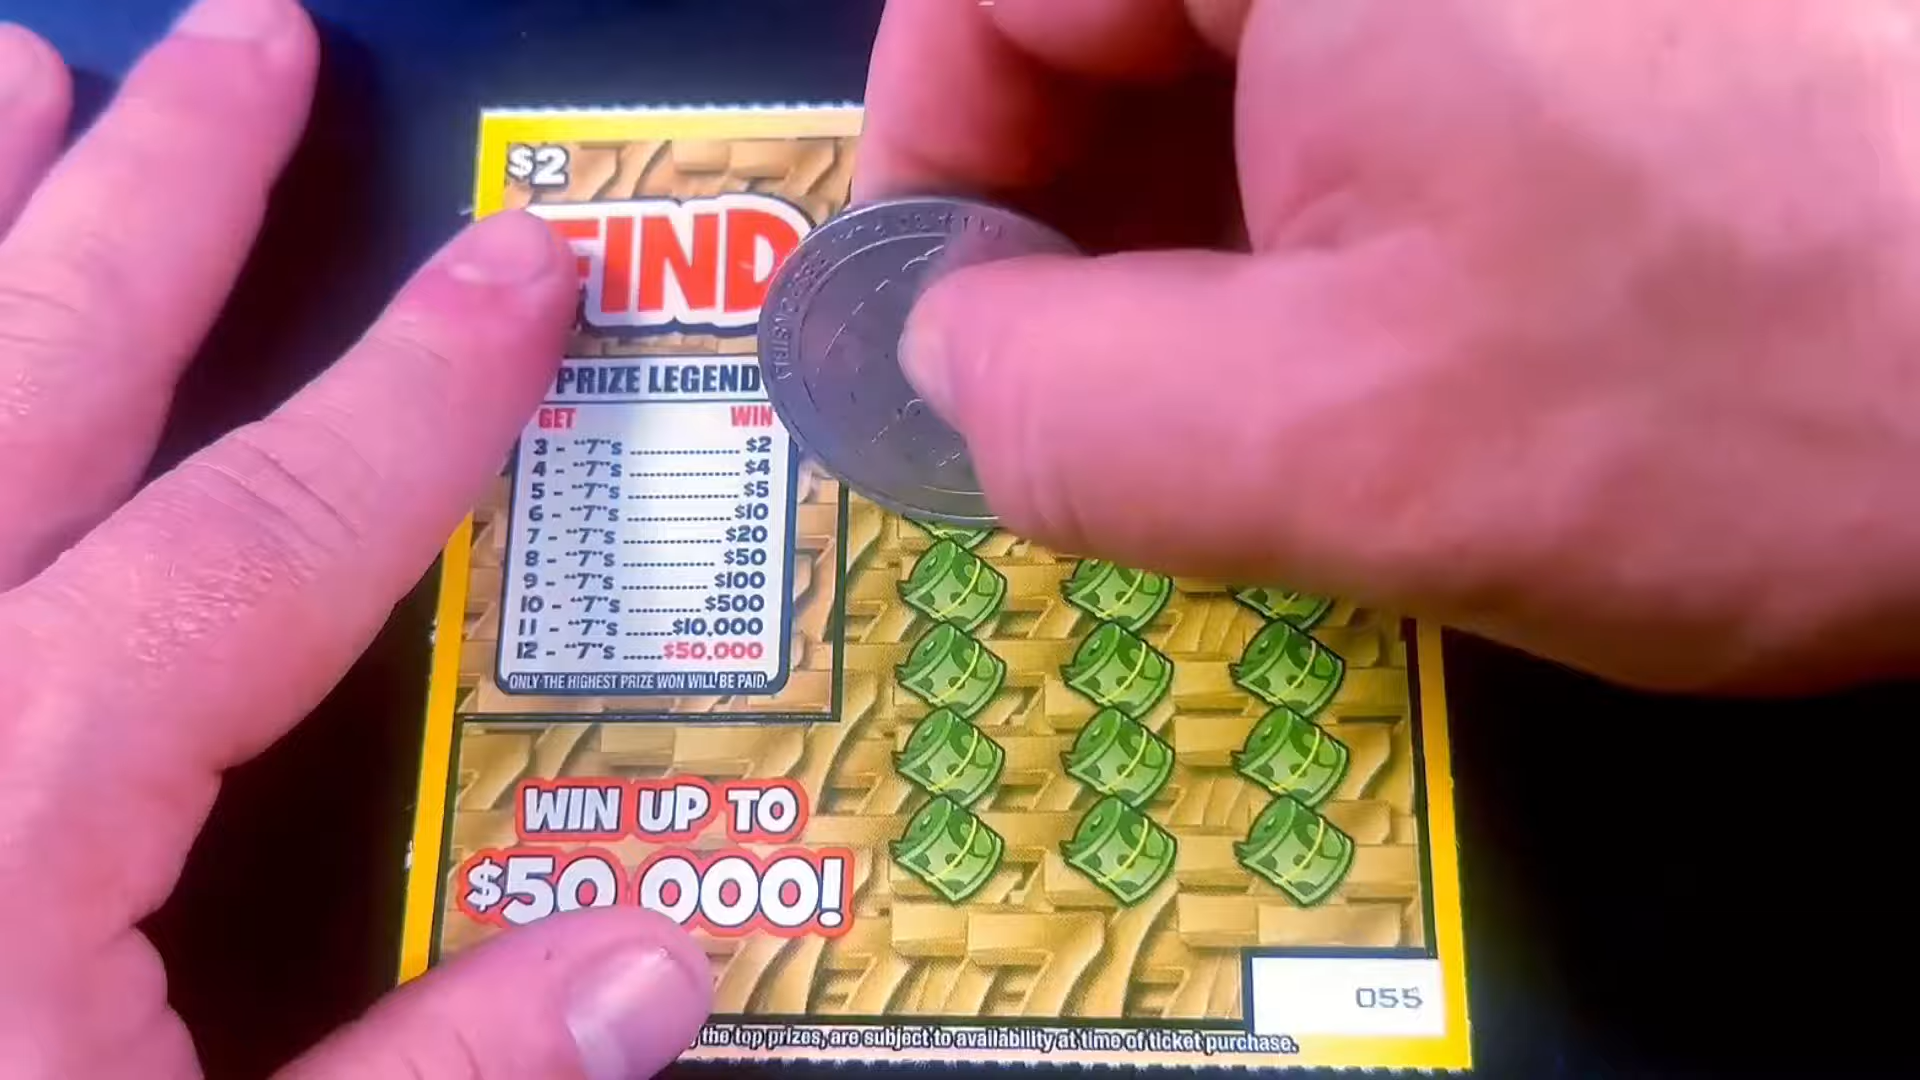 $2
FIND
PRIZE LEGEND
GET WIN
3 - "7"s ................ $2
4 - "7"s ................ $4
5 - "7"s ................ $5
6 - "7"s ............... $10
7 - "7"s .............. $20
8 - "7"s ............. $50
9 - "7"s ............ $100
10 - "7"s .......... $500
11 - "7"s .......$10,000
12 - "7"s ......$50,000
ONLY THE HIGHEST PRIZE WON WILL BE PAID.
WIN UP TO
$50,000!
055
the top prizes, are subject to availability at time of ticket purchase.